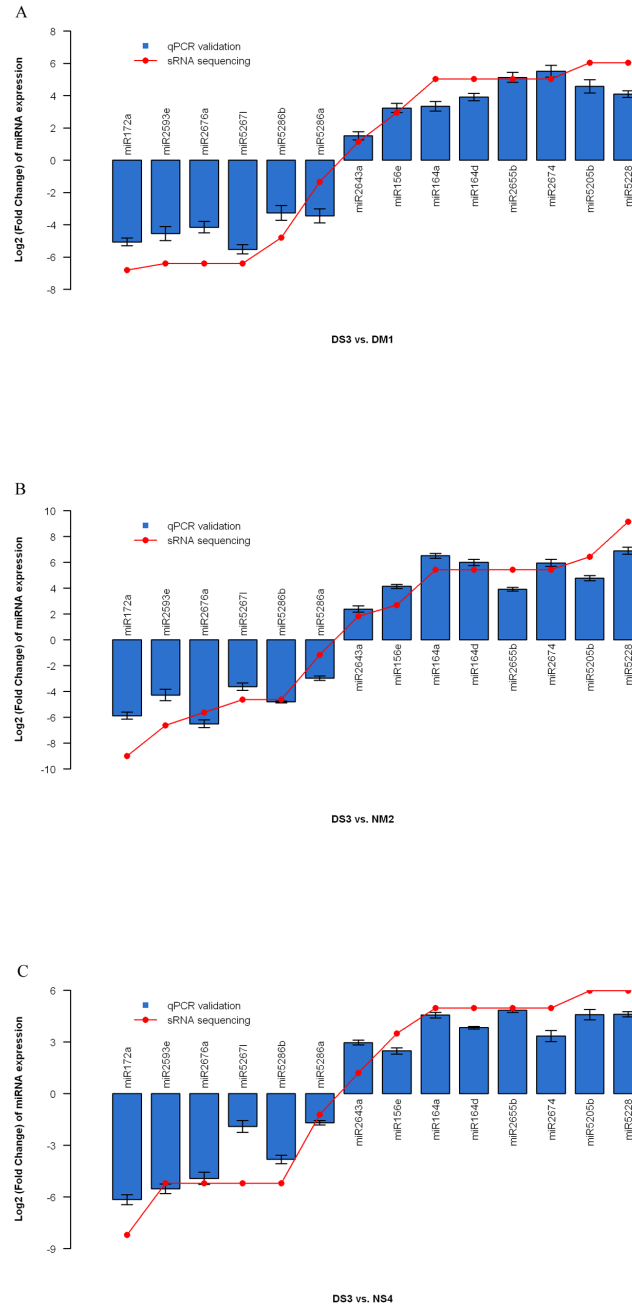 A
Log2 (Fold Change) of miRNA expression
8
6
4
2
0
-2
-4
-6
-8
qPCR validation
sRNA sequencing
miR172a
miR2593e
miR2676a
miR5267l
miR5286b
miR5286a
miR2643a
miR156e
miR164a
miR164d
miR2655b
miR2674
miR5205b
miR5228
DS3 vs. DM1
B
Log2 (Fold Change) of miRNA expression
10
8
6
4
2
0
-2
-4
-6
-8
-10
qPCR validation
sRNA sequencing
miR172a
miR2593e
miR2676a
miR5267l
miR5286b
miR5286a
miR2643a
miR156e
miR164a
miR164d
miR2655b
miR2674
miR5205b
miR5228
DS3 vs. NM2
C
Log2 (Fold Change) of miRNA expression
6
3
0
-3
-6
-9
qPCR validation
sRNA sequencing
miR172a
miR2593e
miR2676a
miR5267l
miR5286b
miR5286a
miR2643a
miR156e
miR164a
miR164d
miR2655b
miR2674
miR5205b
miR5228
DS3 vs. NS4